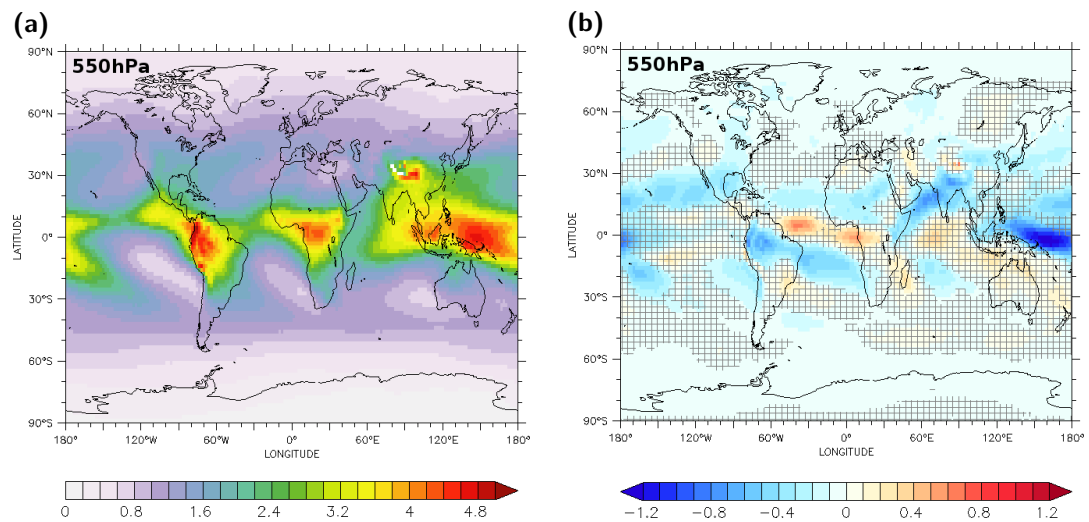 (a)
550hPa
90°N
60°N
30°N
0°
30°S
60°S
90°S
LATITUDE
180° 120°W 60°W 0° 60°E 120°E 180°
LONGITUDE
0 0.8 1.6 2.4 3.2 4 4.8
(b)
550hPa
90°N
60°N
30°N
0°
30°S
60°S
90°S
LATITUDE
180° 120°W 60°W 0° 60°E 120°E 180°
LONGITUDE
−1.2 −0.8 −0.4 0 0.4 0.8 1.2